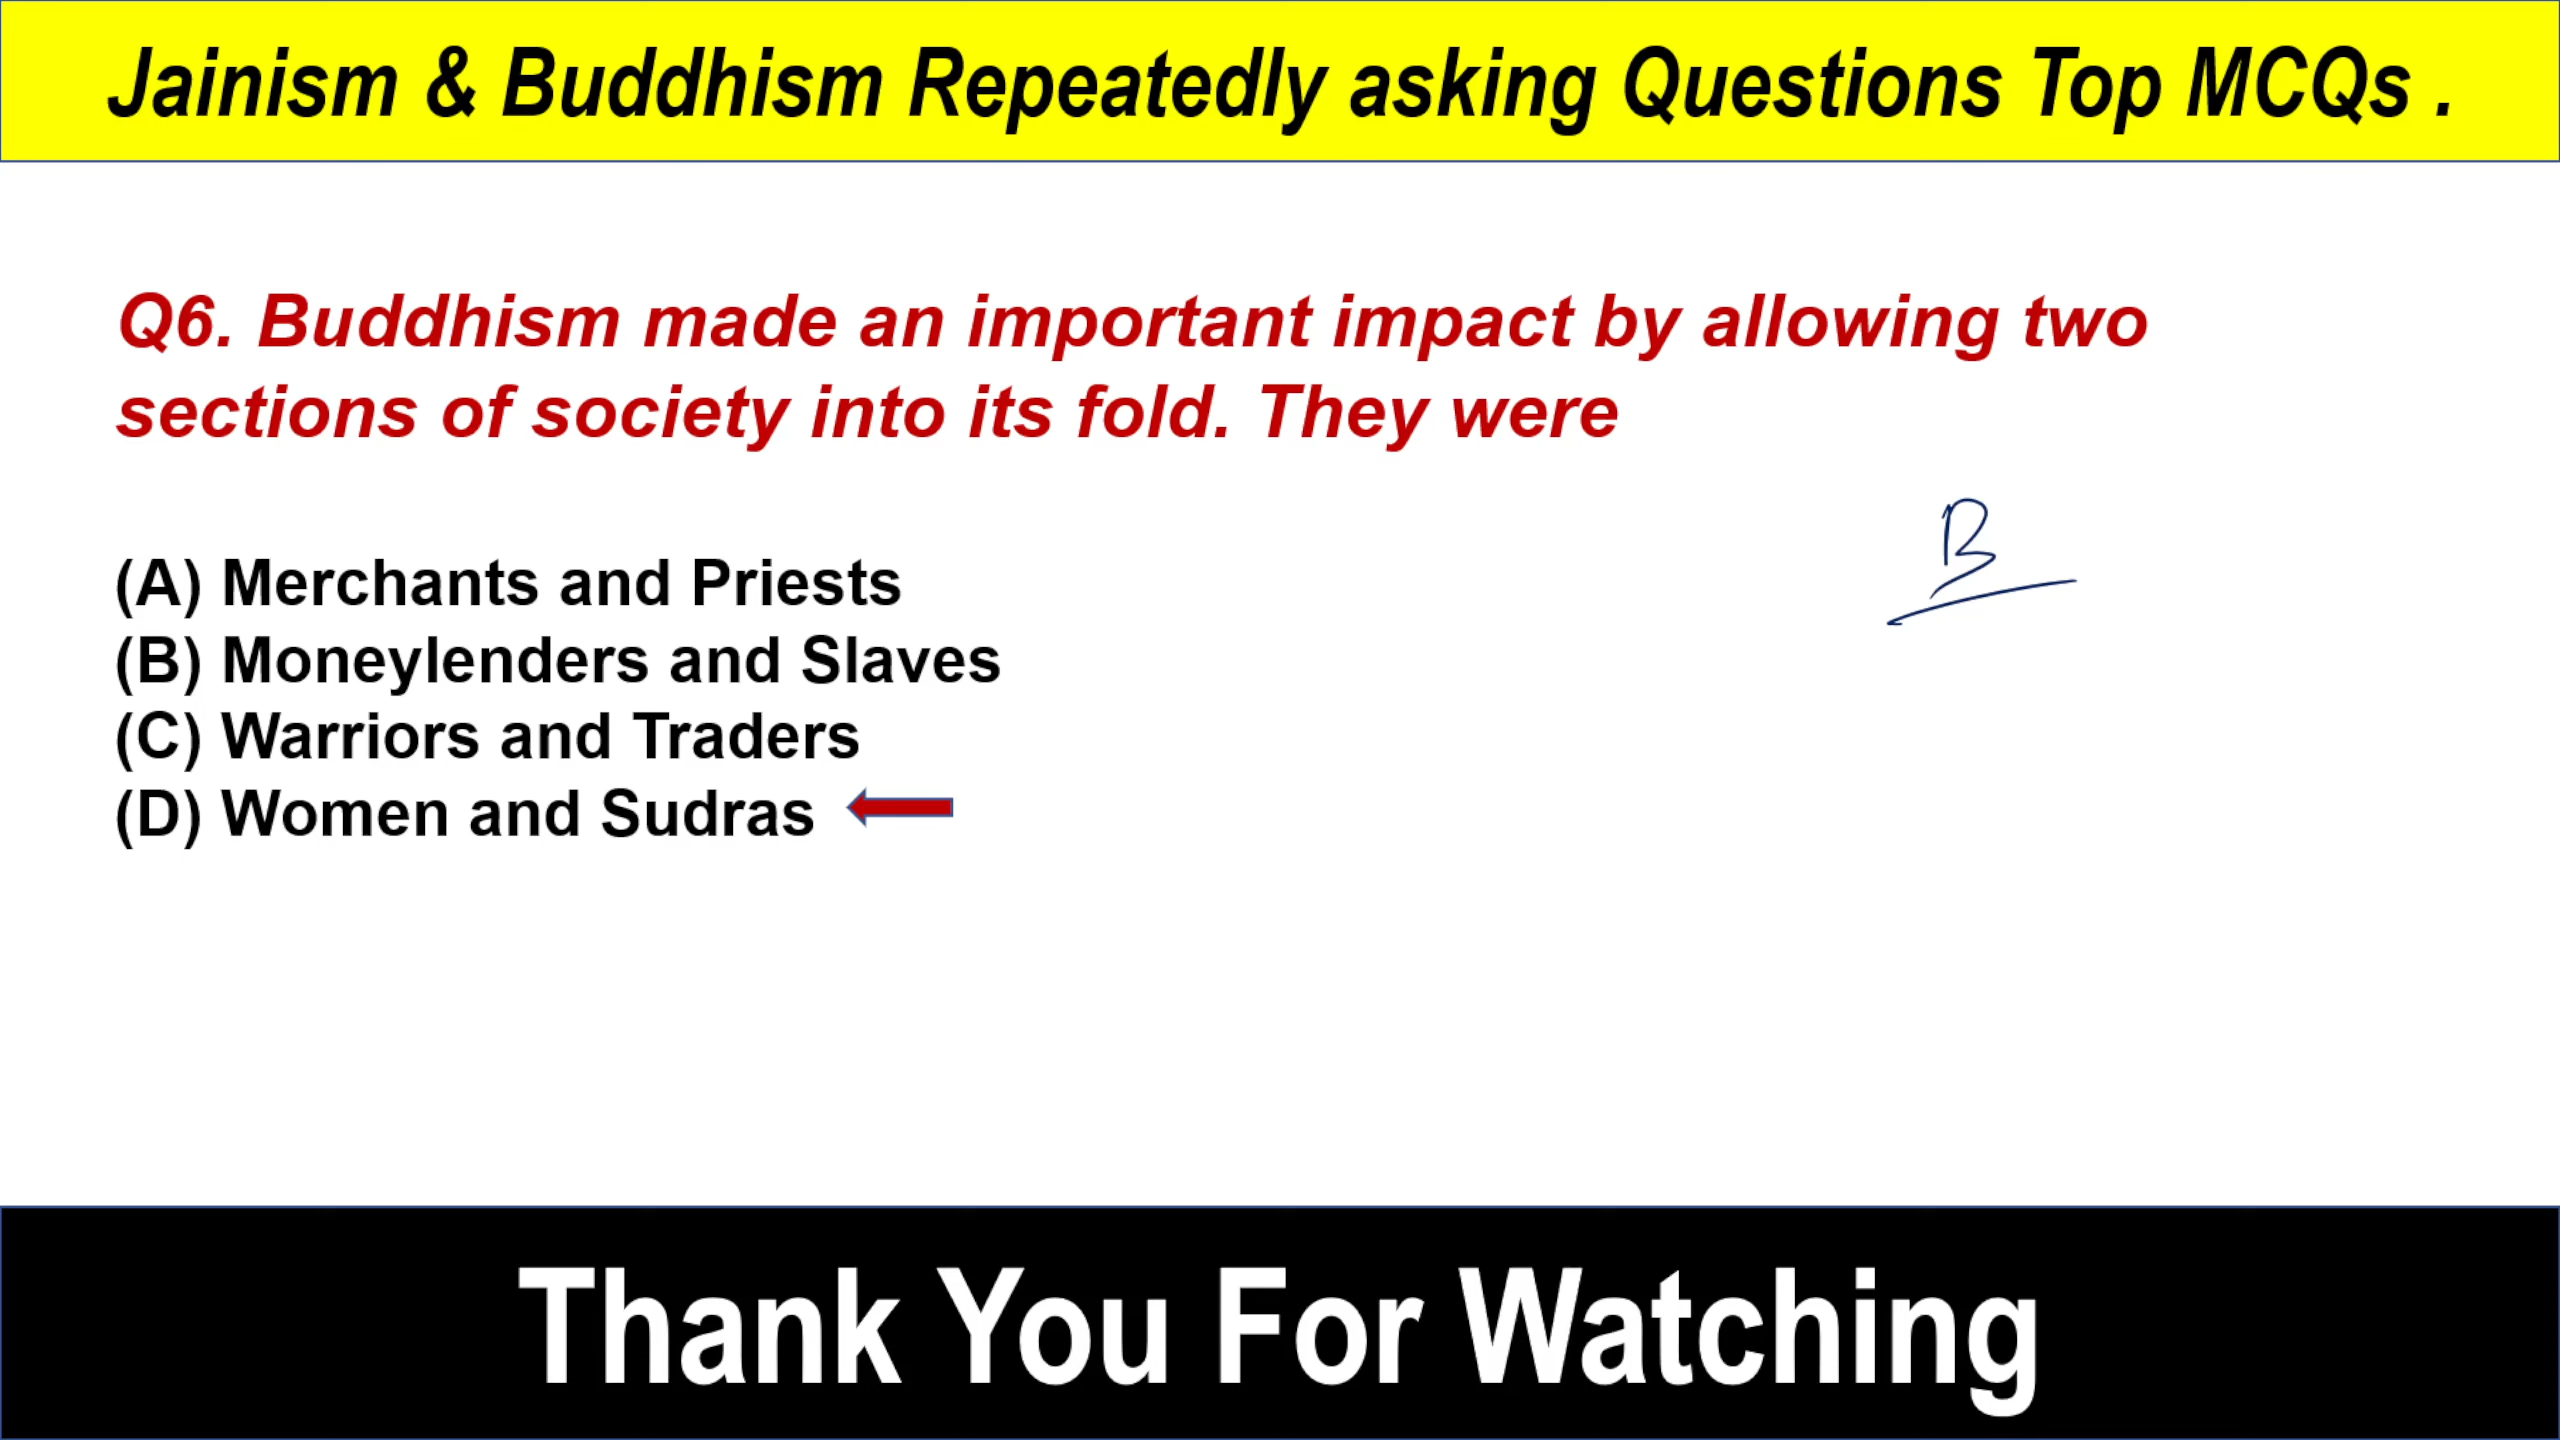 Jainism & Buddhism Repeatedly asking Questions Top MCQs .
Q6. Buddhism made an important impact by allowing two
sections of society into its fold. They were
B
(A) Merchants and Priests
(B) Moneylenders and Slaves
(C) Warriors and Traders
(D) Women and Sudras
Thank You For Watching